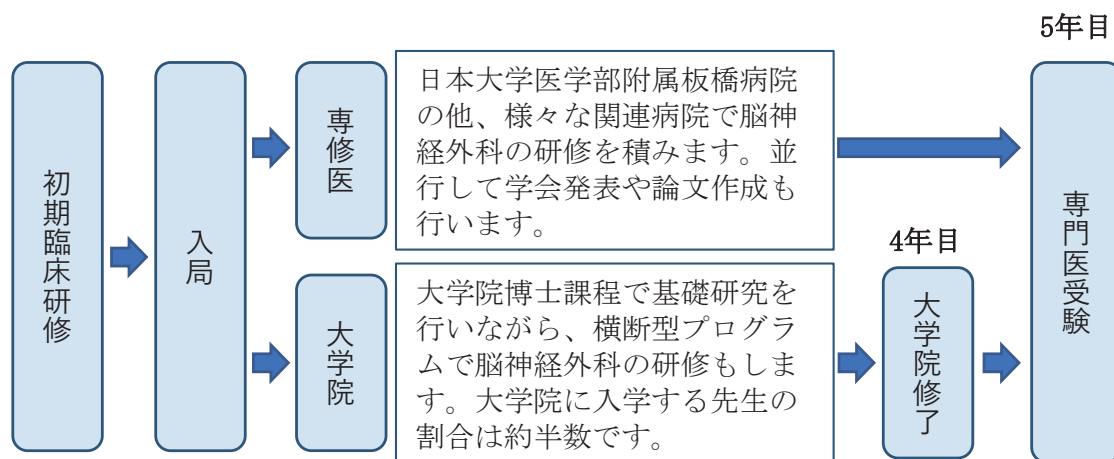 初期臨床研修
入局
専修医
日本大学医学部附属板橋病院
の他、様々な関連病院で脳神
経外科の研修を積みます。並
行して学会発表や論文作成も
行います。
大学院
大学院博士課程で基礎研究を
行いながら、横断型プログラ
ムで脳神経外科の研修もしま
す。大学院に入学する先生の
割合は約半数です。
4年目
大学院修了
5年目
専門医受験